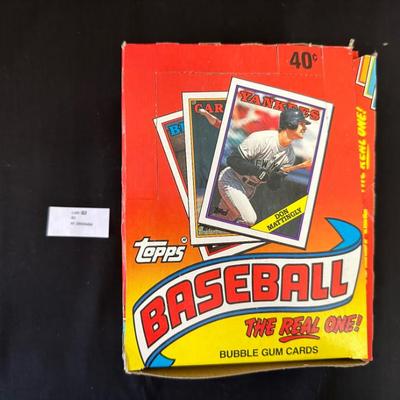 40¢
YANKEES
DON MATTINGLY
Topps
BASEBALL
THE REAL ONE!
BUBBLE GUM CARDS
THE REAL ONE!